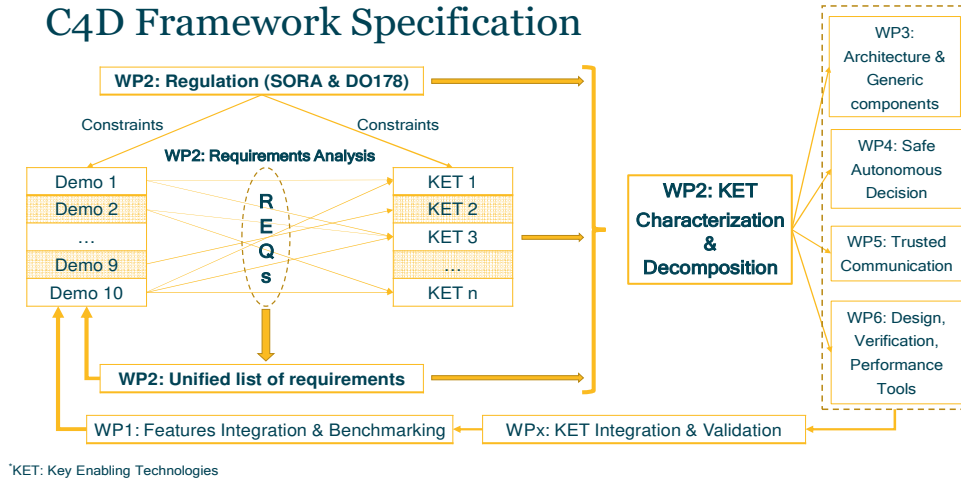 C4D Framework Specification
WP2: Regulation (SORA & DO178)
Constraints
Constraints
WP2: Requirements Analysis
Demo 1
Demo 2
…
Demo 9
Demo 10
R
E
Q
s
KET 1
KET 2
KET 3
…
KET n
WP2: Unified list of requirements
WP2: KET
Characterization
&
Decomposition
WP3:
Architecture &
Generic
components
WP4: Safe
Autonomous
Decision
WP5: Trusted
Communication
WP6: Design,
Verification,
Performance
Tools
WP1: Features Integration & Benchmarking
WPx: KET Integration & Validation
*KET: Key Enabling Technologies